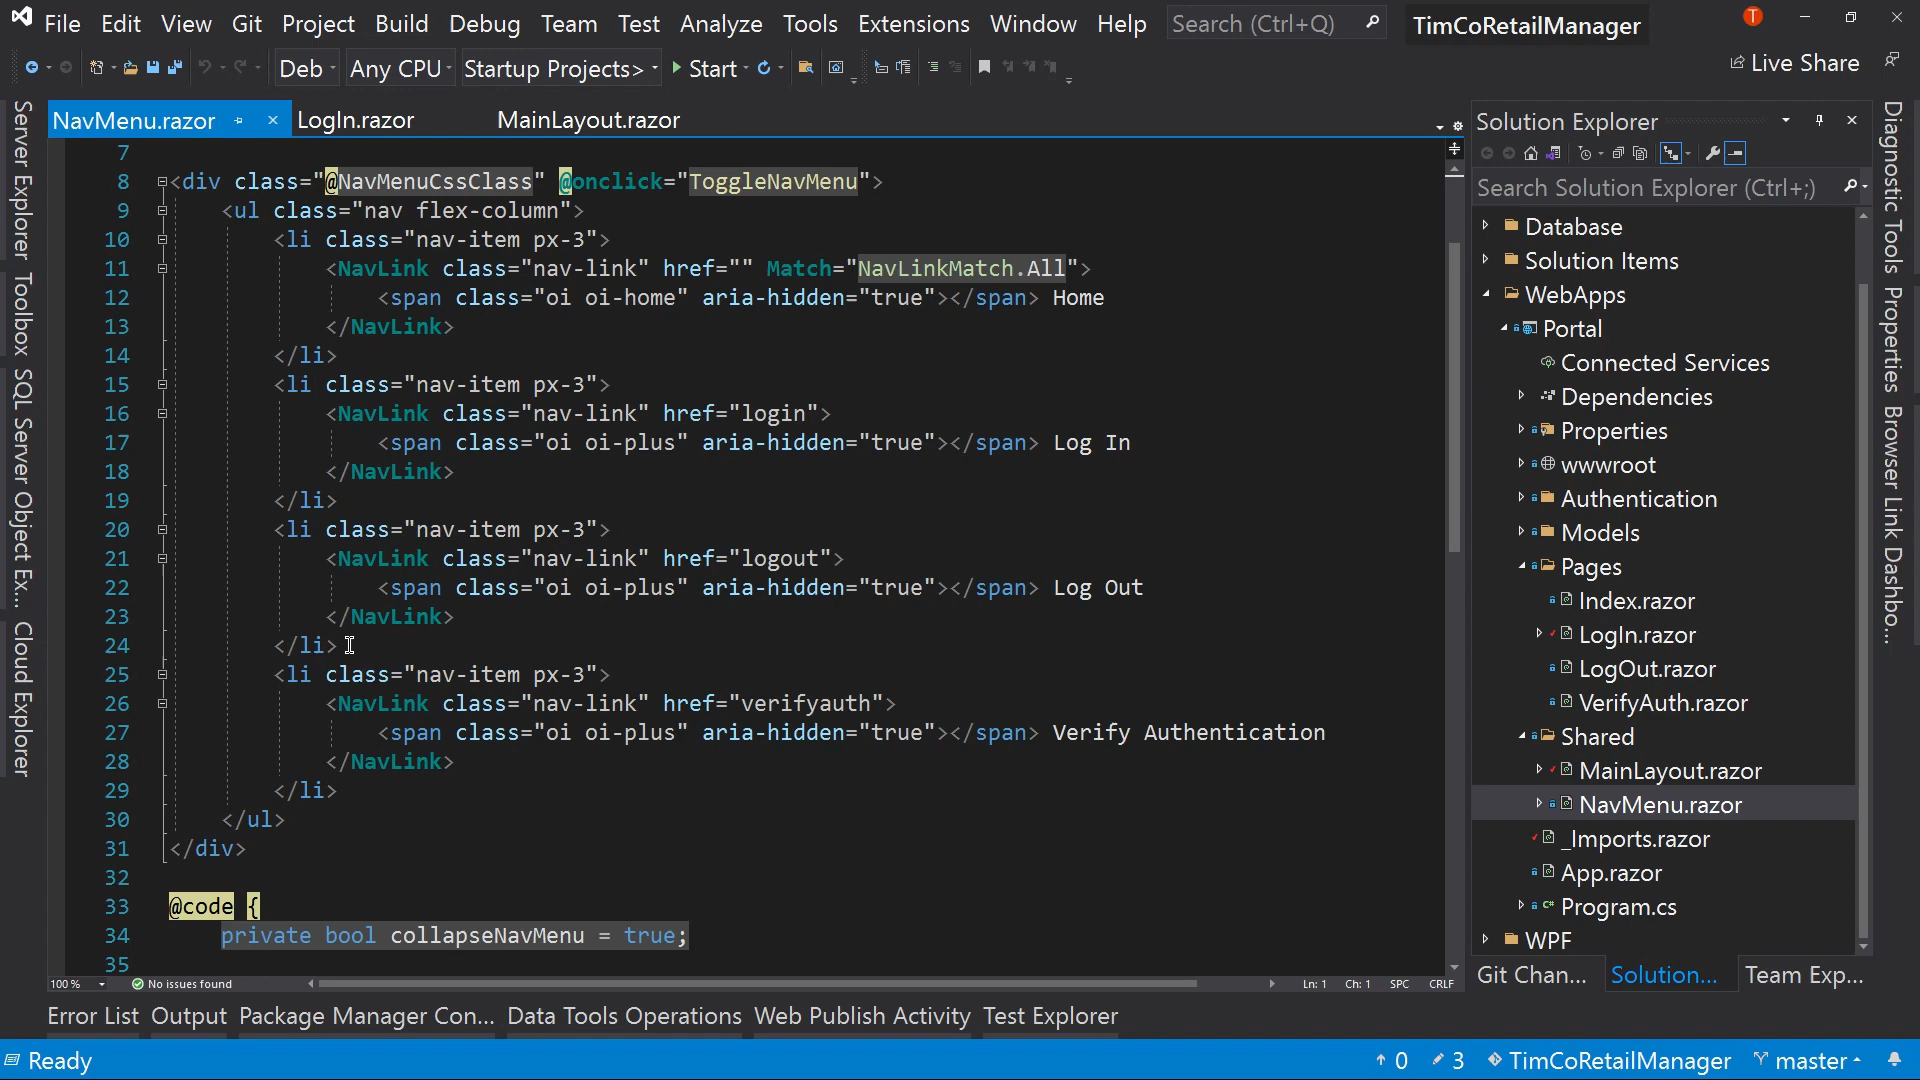 File Edit View Git Project Build Debug Team Test Analyze Tools Extensions Window Help Search (Ctrl+Q) TimCoRetailManager T
Deb Any CPU Startup Projects> Start Live Share
NavMenu.razor LogIn.razor MainLayout.razor
7
8 <div class="@NavMenuCssClass" @onclick="ToggleNavMenu">
9 <ul class="nav flex-column">
10 <li class="nav-item px-3">
11 <NavLink class="nav-link" href="" Match="NavLinkMatch.All">
12 <span class="oi oi-home" aria-hidden="true"></span> Home
13 </NavLink>
14 </li>
15 <li class="nav-item px-3">
16 <NavLink class="nav-link" href="login">
17 <span class="oi oi-plus" aria-hidden="true"></span> Log In
18 </NavLink>
19 </li>
20 <li class="nav-item px-3">
21 <NavLink class="nav-link" href="logout">
22 <span class="oi oi-plus" aria-hidden="true"></span> Log Out
23 </NavLink>
24 </li>
25 <li class="nav-item px-3">
26 <NavLink class="nav-link" href="verifyauth">
27 <span class="oi oi-plus" aria-hidden="true"></span> Verify Authentication
28 </NavLink>
29 </li>
30 </ul>
31 </div>
32
33 @code {
34 private bool collapseNavMenu = true;
35
100 % No issues found Ln: 1 Ch: 1 SPC CRLF
Server Explorer
Toolbox
SQL Server Object Ex...
Cloud Explorer
Solution Explorer
Search Solution Explorer (Ctrl+;)
Database
Solution Items
WebApps
Portal
Connected Services
Dependencies
Properties
wwwroot
Authentication
Models
Pages
Index.razor
LogIn.razor
LogOut.razor
VerifyAuth.razor
Shared
MainLayout.razor
NavMenu.razor
_Imports.razor
App.razor
Program.cs
WPF
Git Chan... Solution... Team Exp...
Diagnostic Tools
Properties
Browser Link Dashbo...
Error List Output Package Manager Con... Data Tools Operations Web Publish Activity Test Explorer
Ready 0 3 TimCoRetailManager master